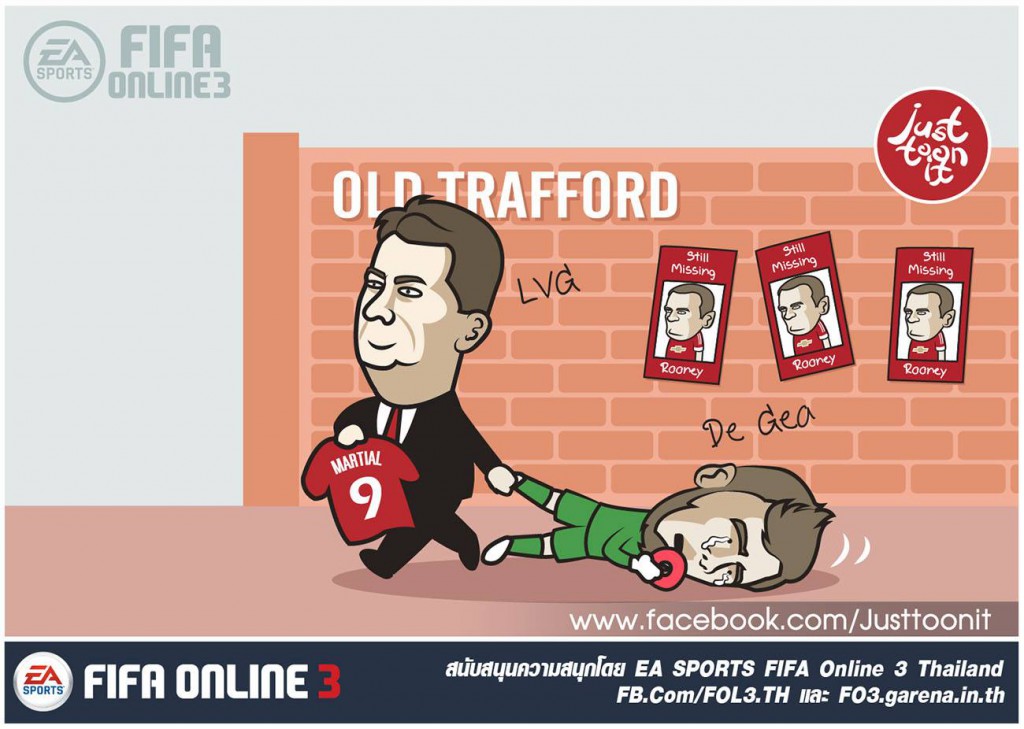 EA
SPORTS
FIFA
ONLINE 3
just
toon
it
OLD TRAFFORD
LVG
Still
Missing
Rooney
Still
Missing
Rooney
Still
Missing
Rooney
De Gea
MARTIAL
9
www.facebook.com/Justtoonit
EA
SPORTS
FIFA ONLINE 3
สนับสนุนความสนุกโดย EA SPORTS FIFA Online 3 Thailand
FB.Com/FOL3.TH และ FO3.garena.in.th